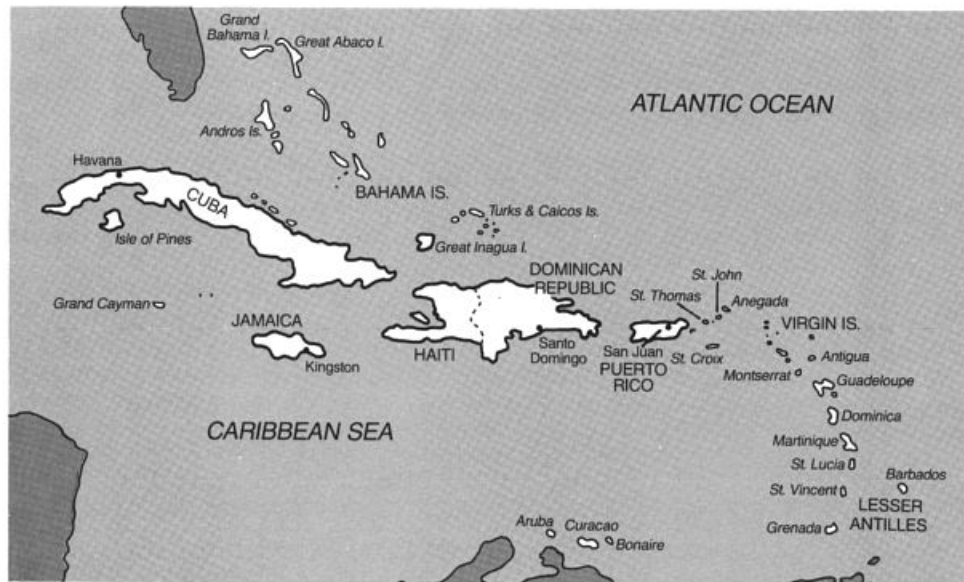 Grand
Bahama I.
Great Abaco I.
ATLANTIC OCEAN
Andros Is.
Havana
BAHAMA IS.
CUBA
Turks & Caicos Is.
Isle of Pines
Great Inagua I.
DOMINICAN
REPUBLIC
St. John
St. Thomas
Anegada
Grand Cayman
JAMAICA
VIRGIN IS.
HAITI
Santo
Domingo
San Júan
PUERTO
RICO
St. Croix
Kingston
Antigua
Montserrat
Guadeloupe
Dominica
CARIBBEAN SEA
Martinique
St. Lucia
Barbados
St. Vincent
LESSER
ANTILLES
Grenada
Aruba
Curacao
Bonaire